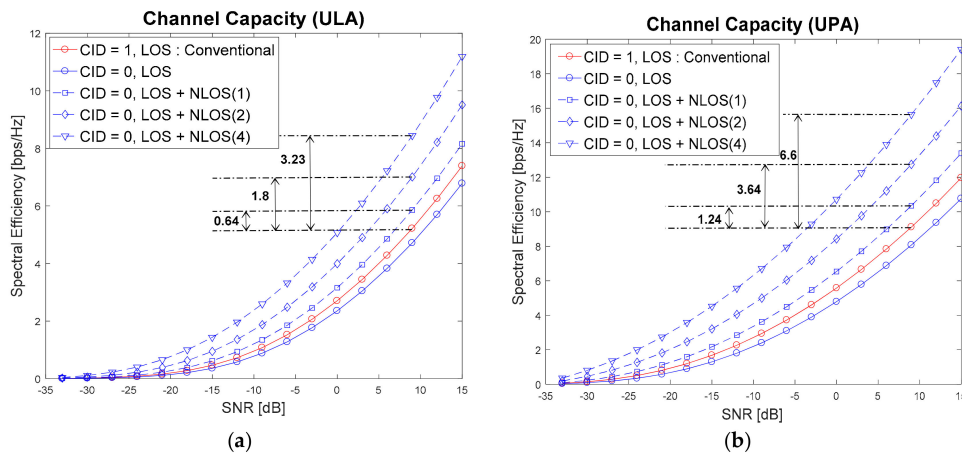 (a)
Channel Capacity (ULA)
Spectral Efficiency [bps/Hz]
12
10
8
6
4
2
0
CID = 1, LOS : Conventional
CID = 0, LOS
CID = 0, LOS + NLOS(1)
CID = 0, LOS + NLOS(2)
CID = 0, LOS + NLOS(4)
3.23
1.8
0.64
-35 -30 -25 -20 -15 -10 -5 0 5 10 15
SNR [dB]
(a)
Channel Capacity (UPA)
Spectral Efficiency [bps/Hz]
20
18
16
14
12
10
8
6
4
2
0
CID = 1, LOS : Conventional
CID = 0, LOS
CID = 0, LOS + NLOS(1)
CID = 0, LOS + NLOS(2)
CID = 0, LOS + NLOS(4)
6.6
3.64
1.24
-35 -30 -25 -20 -15 -10 -5 0 5 10 15
SNR [dB]
(b)